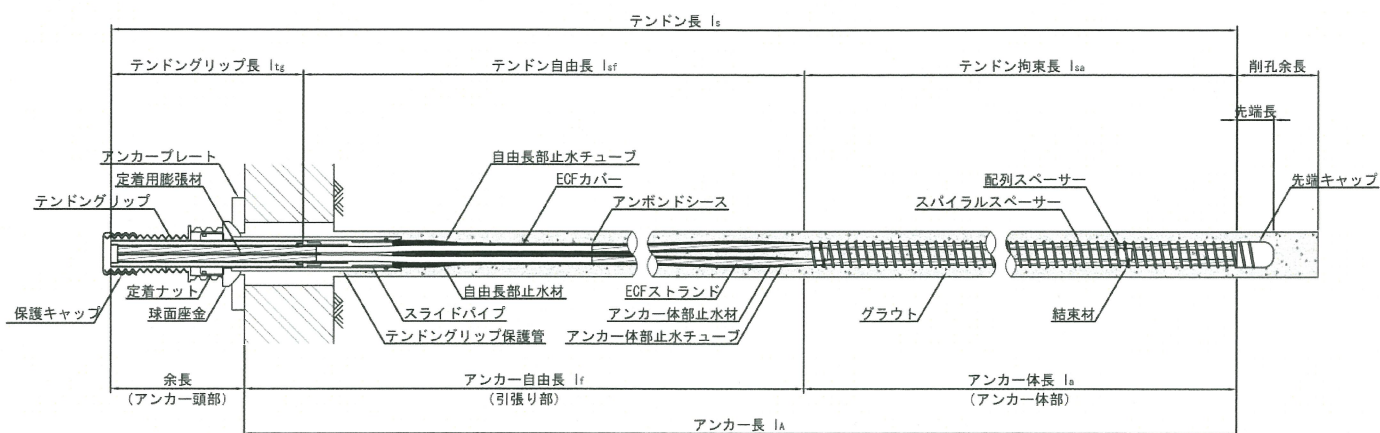 テンドン長 ls
テンドングリップ長 ltg
テンドン自由長 lsf
テンドン拘束長 lsa
削孔余長
先端長
アンカープレート
自由長部止水チューブ
定着用膨張材
ECFカバー
配列スペーサー
先端キャップ
テンドングリップ
アンボンドシース
スパイラルスペーサー
定着ナット
自由長部止水材
ECFストランド
保護キャップ
球面座金
スライドパイプ
アンカー体部止水材
グラウト
結束材
テンドングリップ保護管
アンカー体部止水チューブ
余長
(アンカー頭部)
アンカー自由長 lf
(引張り部)
アンカー体長 la
(アンカー体部)
アンカー長 lA